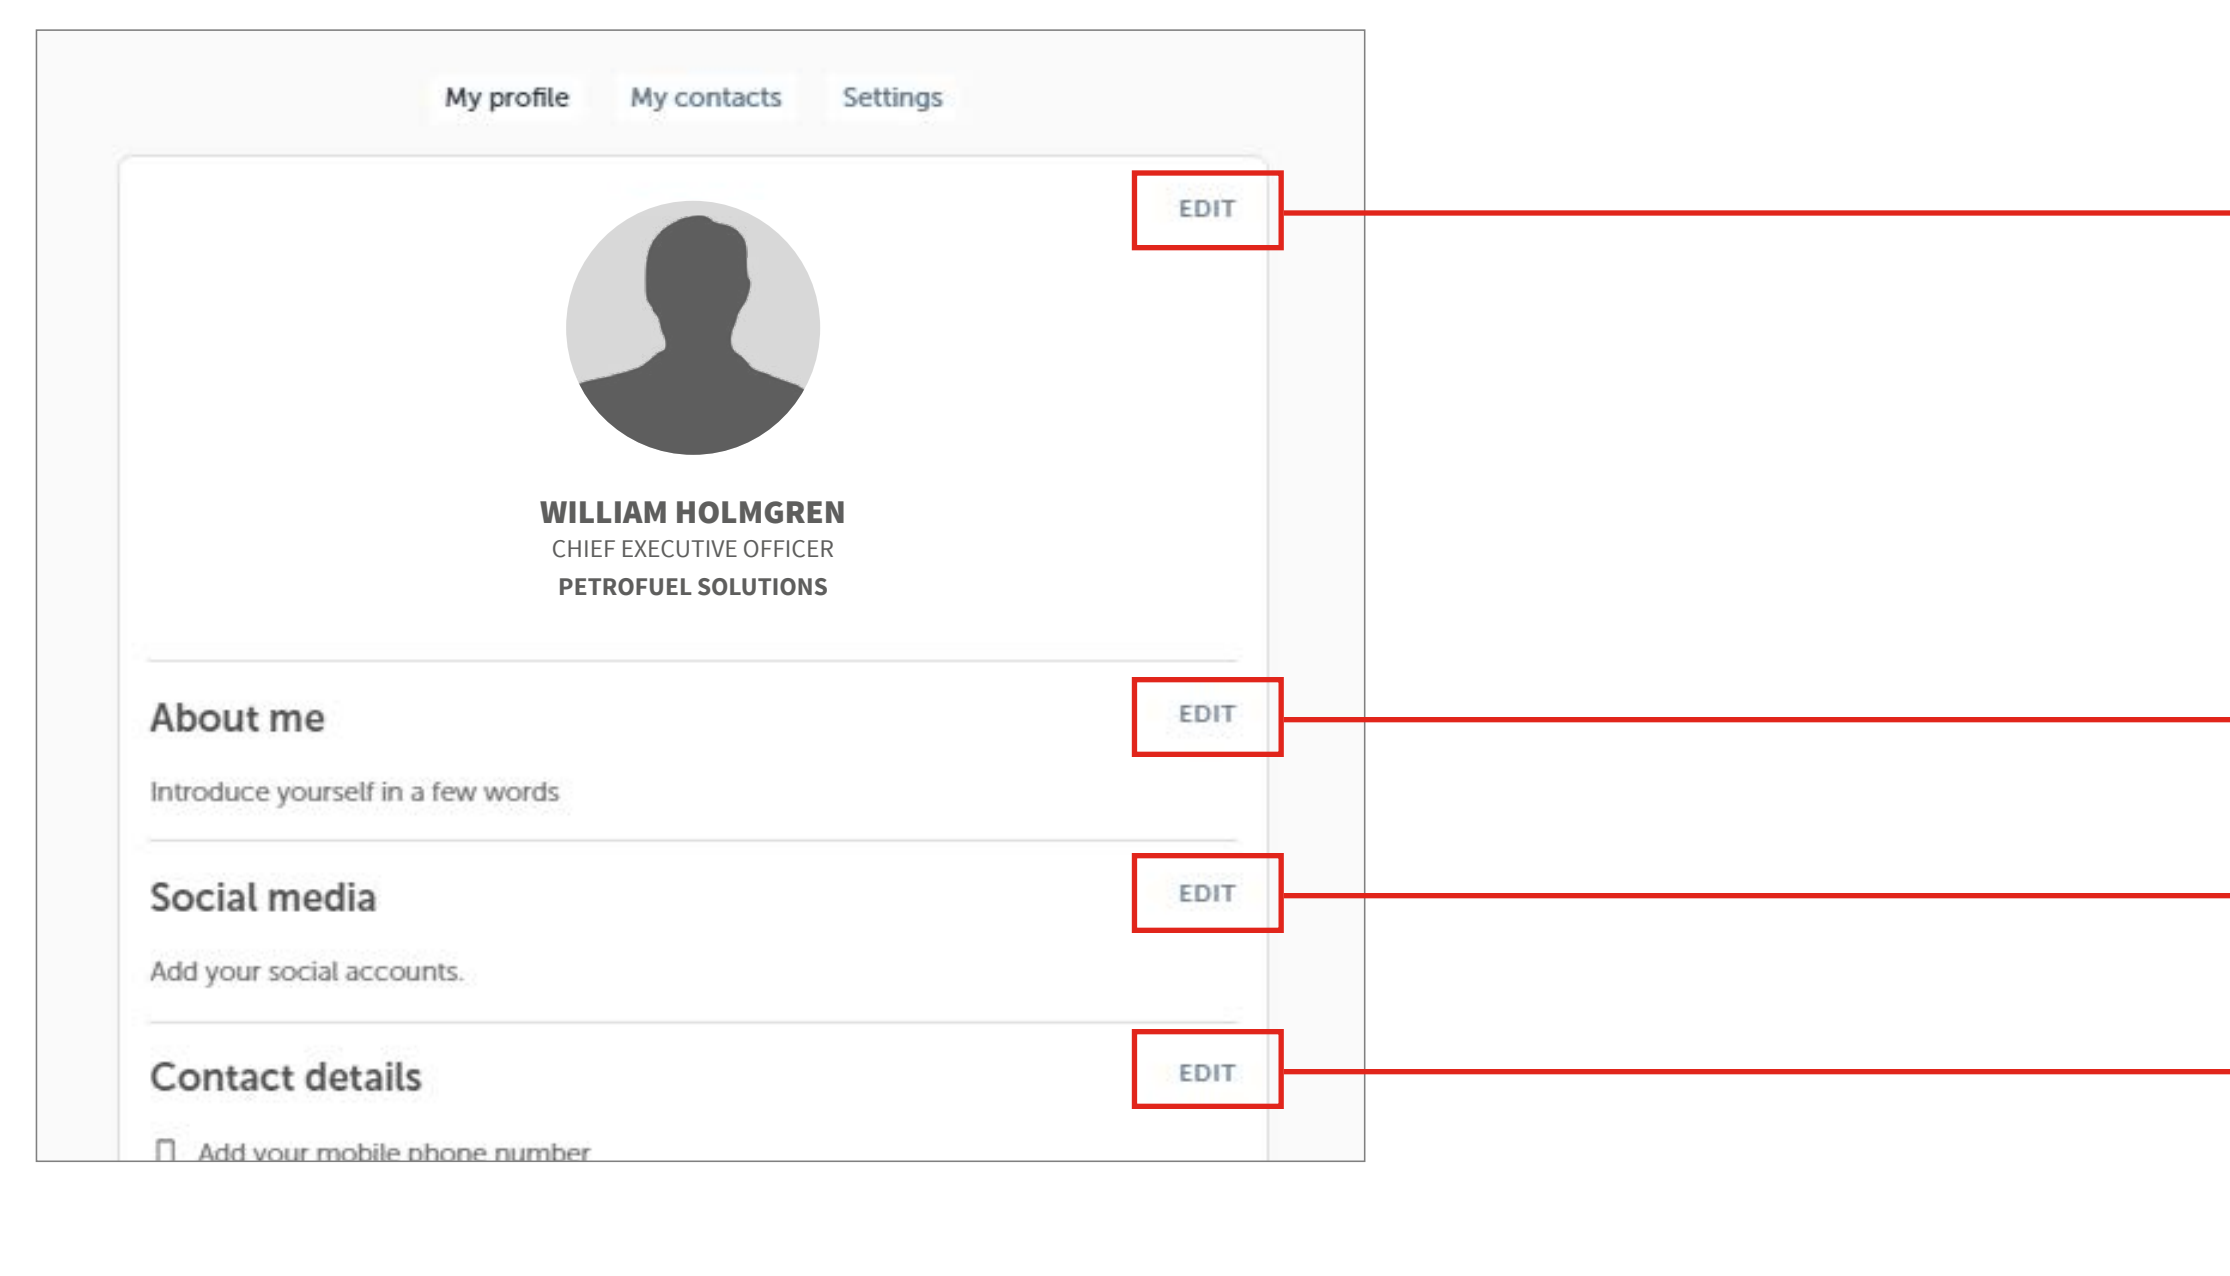 My profile My contacts Settings
EDIT
WILLIAM HOLMGREN
CHIEF EXECUTIVE OFFICER
PETROFUEL SOLUTIONS
About me EDIT
Introduce yourself in a few words
Social media EDIT
Add your social accounts.
Contact details EDIT
Add your mobile phone number